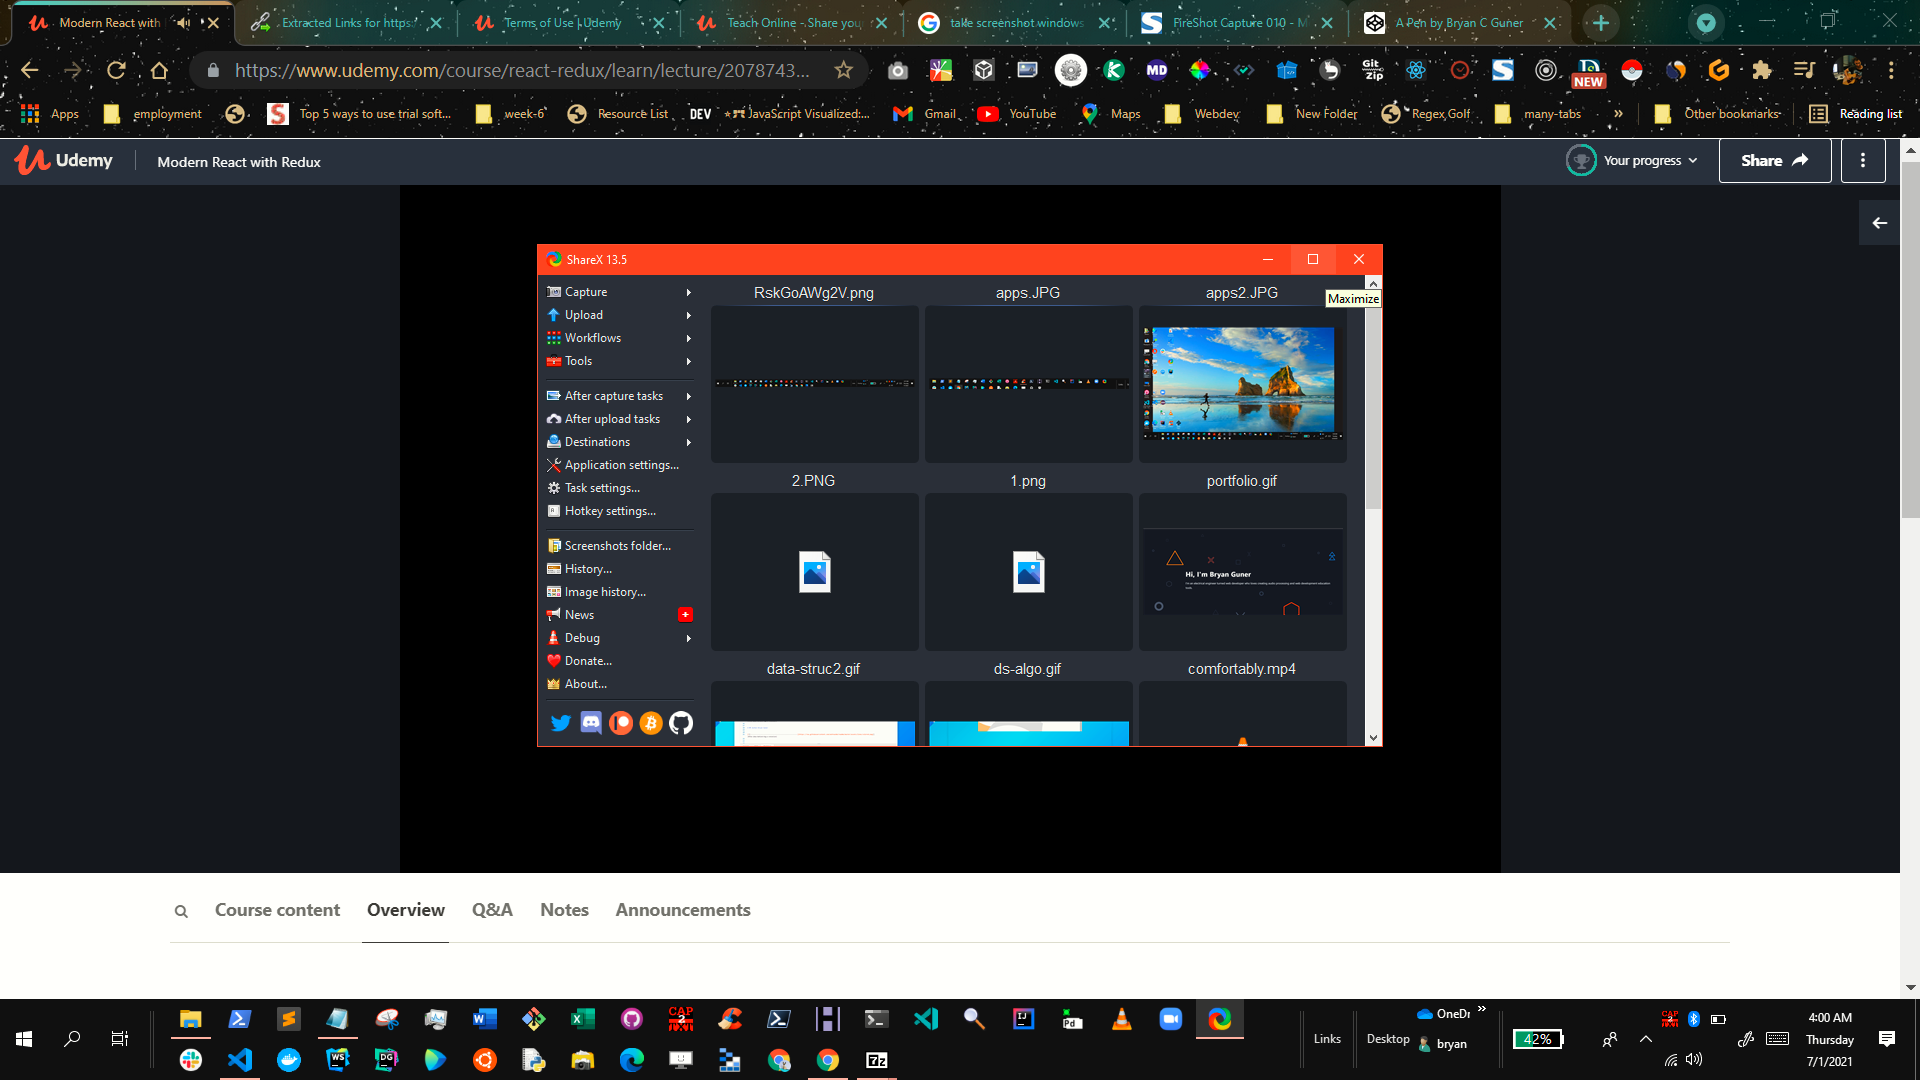 Modern React with
Extracted Links for https:
Terms of Use | Udemy
Teach Online - Share you
take screenshot windows
FireShot Capture 010 - M
A Pen by Bryan C Guner
https://www.udemy.com/course/react-redux/learn/lecture/2078743...
MD
Git
Zip
NEW
Apps
employment
Top 5 ways to use trial soft...
week-6
Resource List
DEV
JavaScript Visualized:...
Gmail
YouTube
Maps
Webdev
New Folder
Regex Golf
many-tabs
»
Other bookmarks
Reading list
Udemy
Modern React with Redux
Your progress
Share
ShareX 13.5
Maximize
Capture
Upload
Workflows
Tools
After capture tasks
After upload tasks
Destinations
Application settings...
Task settings...
Hotkey settings...
Screenshots folder...
History...
Image history...
News
Debug
Donate...
About...
RskGoAWg2V.png
apps.JPG
apps2.JPG
2.PNG
1.png
portfolio.gif
Hi, I'm Bryan Guner
data-struc2.gif
ds-algo.gif
comfortably.mp4
Course content
Overview
Q&A
Notes
Announcements
Links
Desktop
OneDr
»
bryan
42%
4:00 AM
Thursday
7/1/2021